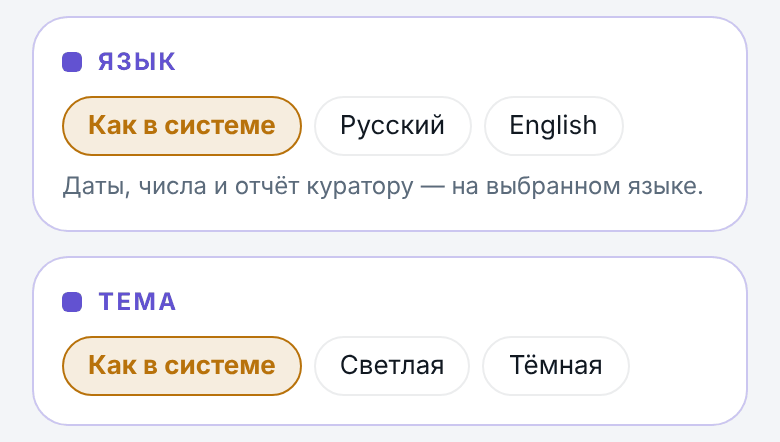 ЯЗЫК
Как в системе Русский English
Даты, числа и отчёт куратору — на выбранном языке.
ТЕМА
Как в системе Светлая Тёмная